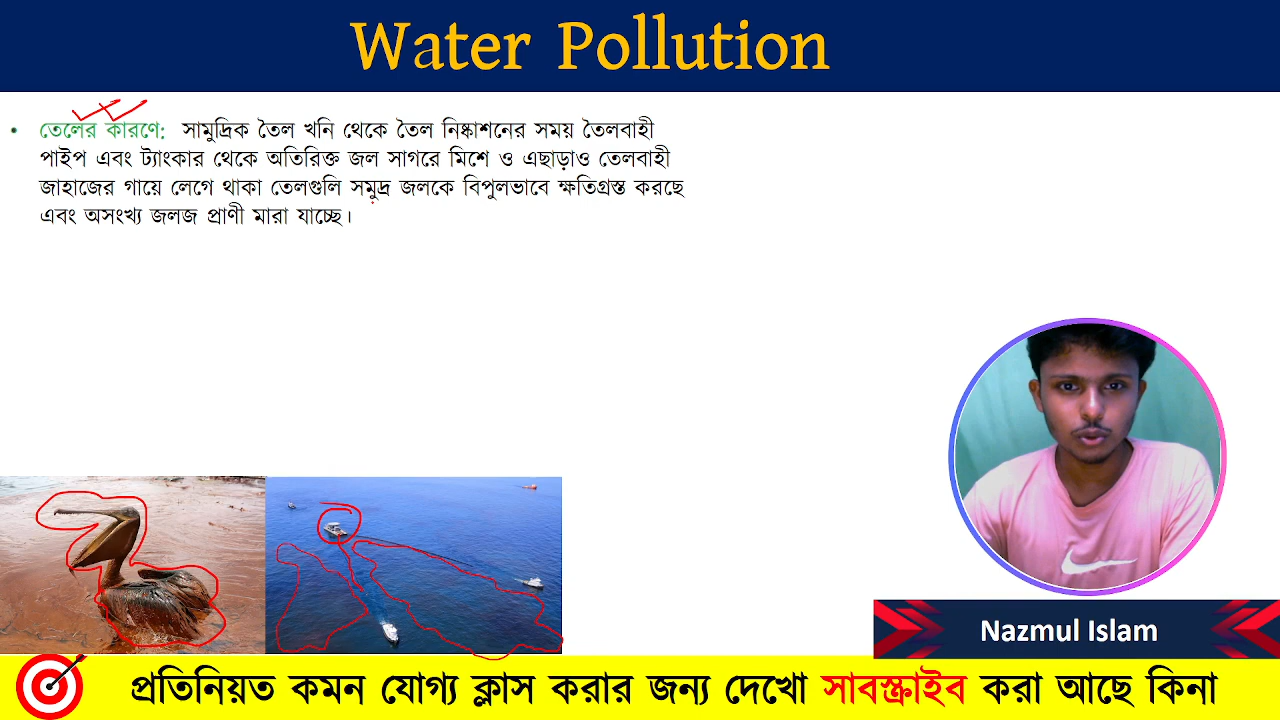 Water Pollution
• তেলের কারণে: সামুদ্রিক তৈল খনি থেকে তৈল নিষ্কাশনের সময় তৈলবাহী
পাইপ এবং ট্যাংকার থেকে অতিরিক্ত জল সাগরে মিশে ও এছাড়াও তেলবাহী
জাহাজের গায়ে লেগে থাকা তেলগুলি সমুদ্র জলকে বিপুলভাবে ক্ষতিগ্রস্ত করছে
এবং অসংখ্য জলজ প্রাণী মারা যাচ্ছে।
Nazmul Islam
প্রতিনিয়ত কমন যোগ্য ক্লাস করার জন্য দেখো সাবস্ক্রাইব করা আছে কিনা